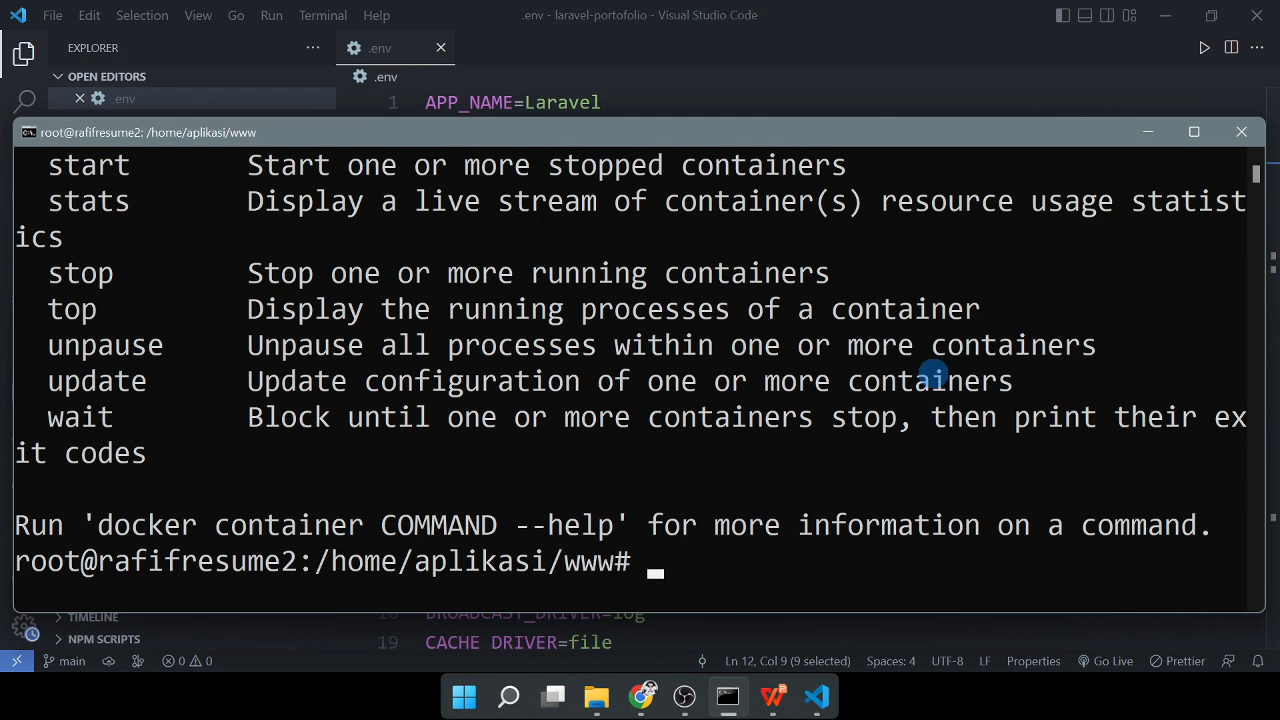 File Edit Selection View Go Run Terminal Help
.env - laravel-portofolio - Visual Studio Code
EXPLORER
.env
OPEN EDITORS
.env
.env
1 APP_NAME=Laravel
root@rafifresume2: /home/aplikasi/www
start Start one or more stopped containers
stats Display a live stream of container(s) resource usage statist
ics
stop Stop one or more running containers
top Display the running processes of a container
unpause Unpause all processes within one or more containers
update Update configuration of one or more containers
wait Block until one or more containers stop, then print their ex
it codes
Run 'docker container COMMAND --help' for more information on a command.
root@rafifresume2:/home/aplikasi/www#
TIMELINE
18 BROADCAST_DRIVER=log
NPM SCRIPTS
19 CACHE_DRIVER=file
main
0 0
Ln 12, Col 9 (9 selected)
Spaces: 4
UTF-8
LF
Properties
Go Live
Prettier